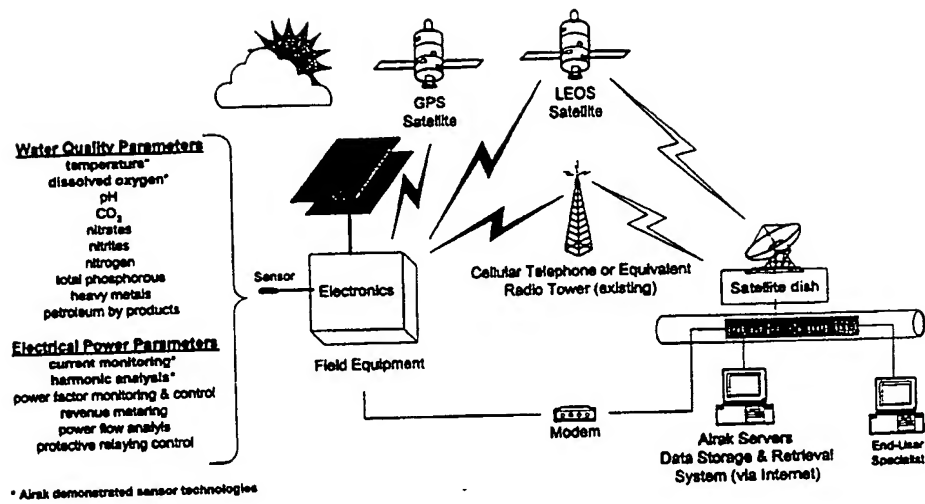 GPS
Satellite
LEOS
Satellite
Water Quality Parameters
temperature*
dissolved oxygen*
pH
CO₂
nitrates
nitrites
nitrogen
total phosphorous
heavy metals
petroleum by products
Sensor
Electronics
Field Equipment
Cellular Telephone or Equivalent
Radio Tower (existing)
Satellite dish
Electrical Power Parameters
current monitoring*
harmonic analysis*
power factor monitoring & control
revenue metering
power flow analyis
protective relaying control
Modem
Airak Servers
Data Storage & Retrieval
System (via Internet)
End-User
Specialist
* Airak demonstrated sensor technologies